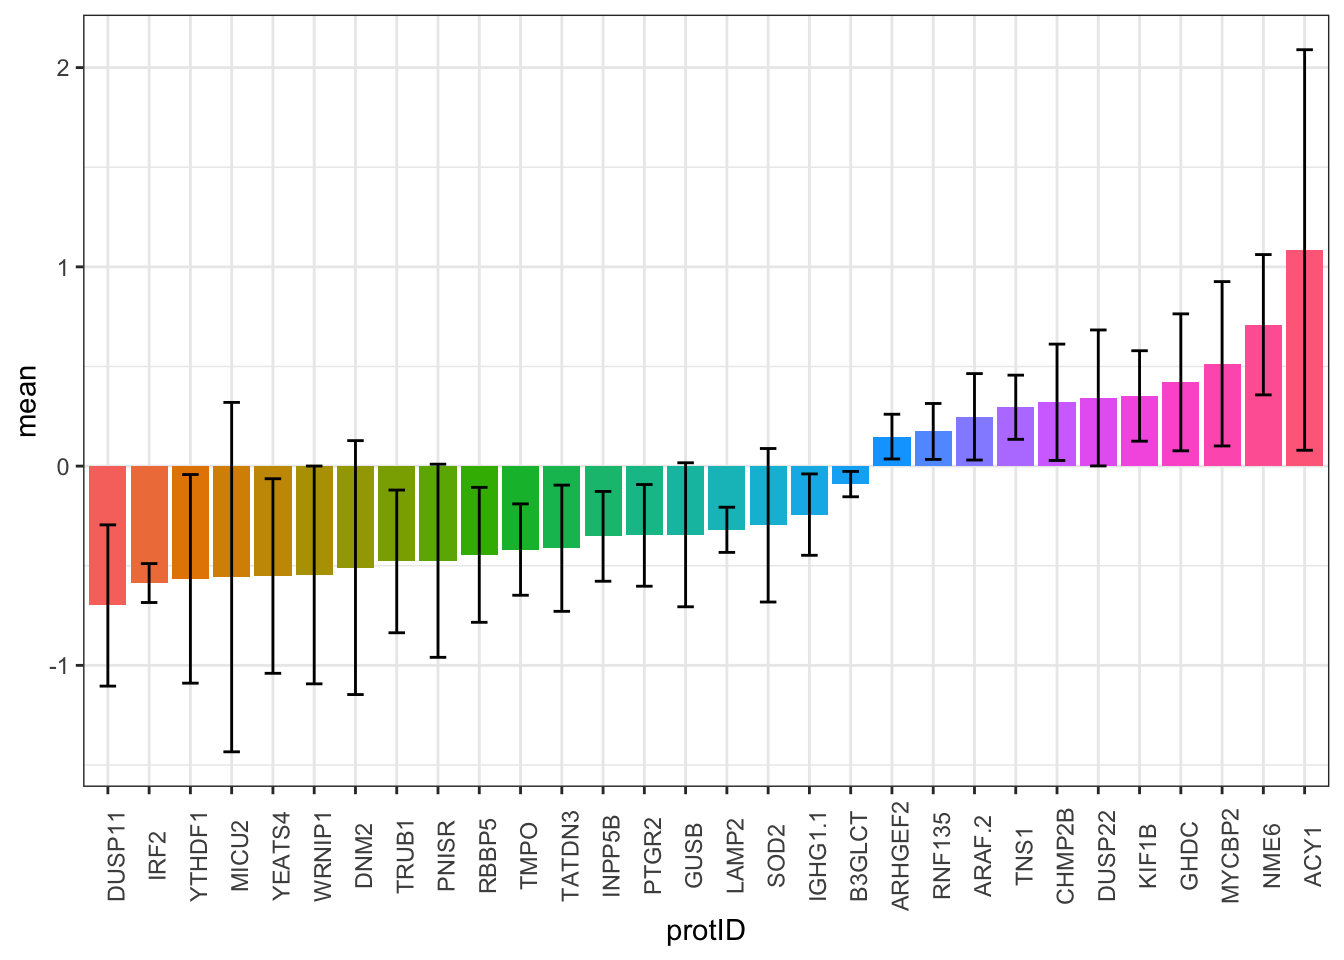 2
1
0
-1
mean
DUSP11
IRF2
YTHDF1
MICU2
YEATS4
WRNIP1
DNM2
TRUB1
PNISR
RBBP5
TMPO
TATDN3
INPP5B
PTGR2
GUSB
LAMP2
SOD2
IGHG1.1
B3GLCT
ARHGEF2
RNF135
ARAF.2
TNS1
CHMP2B
DUSP22
KIF1B
GHDC
MYCBP2
NME6
ACY1
protID